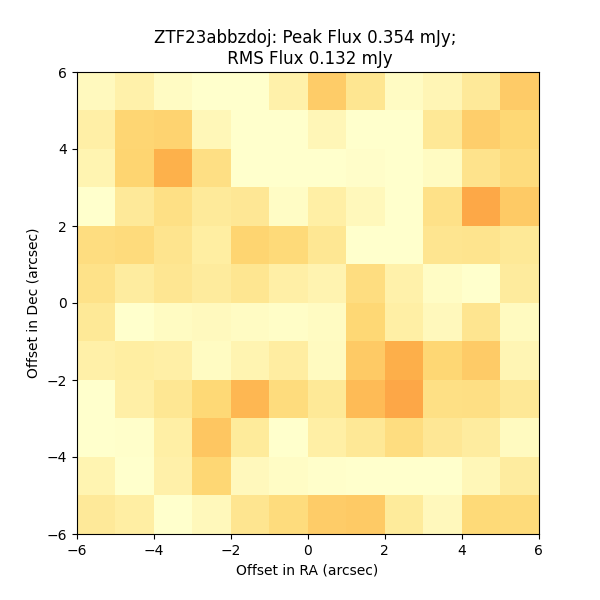 ZTF23abbzdoj: Peak Flux 0.354 mJy;
RMS Flux 0.132 mJy
6
4
2
0
−2
−4
−6
Offset in Dec (arcsec)
−6 −4 −2 0 2 4 6
Offset in RA (arcsec)